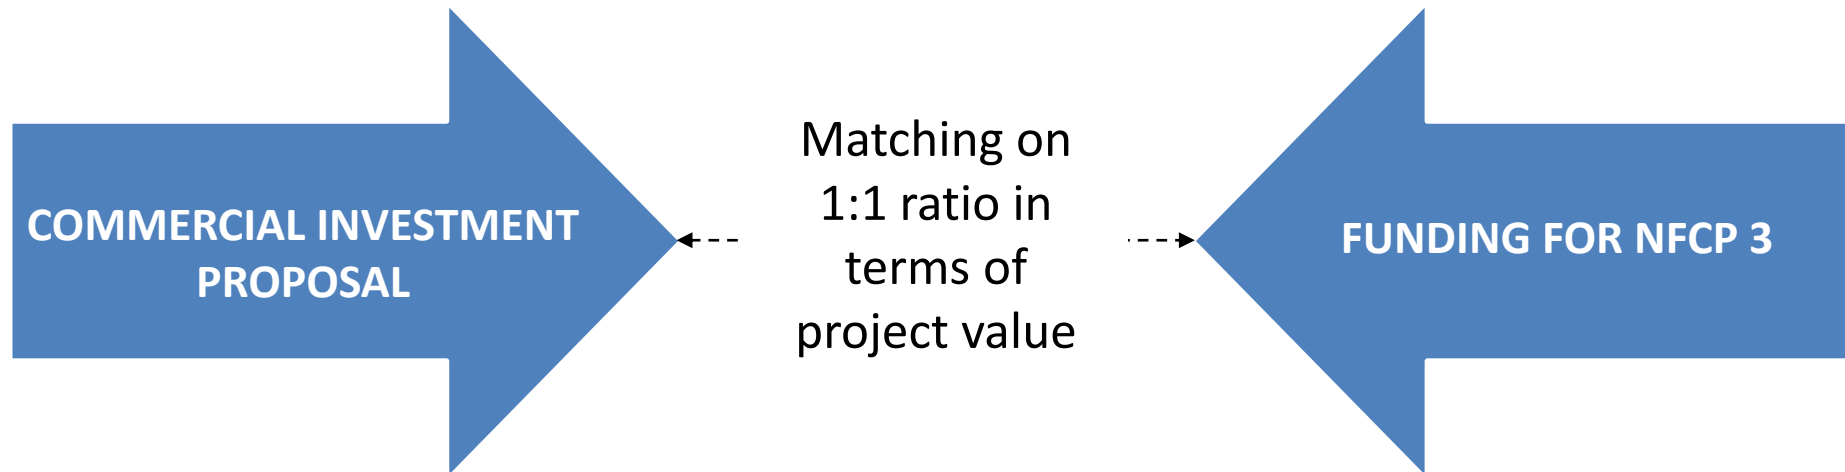 COMMERCIAL INVESTMENT
PROPOSAL
Matching on
1:1 ratio in
terms of
project value
FUNDING FOR NFCP 3